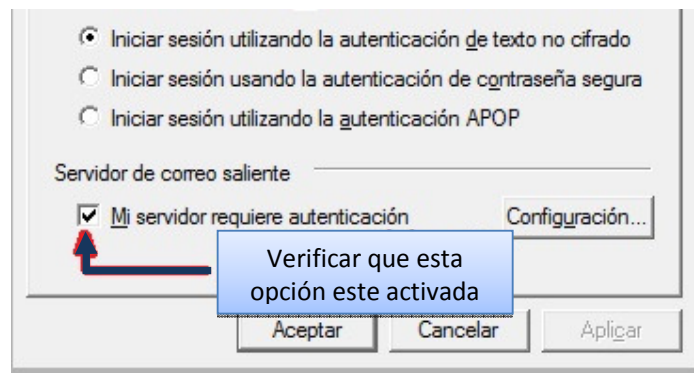 Iniciar sesión utilizando la autenticación de texto no cifrado
Iniciar sesión usando la autenticación de contraseña segura
Iniciar sesión utilizando la autenticación APOP
Servidor de correo saliente
Mi servidor requiere autenticación Configuración...
Verificar que esta
opción este activada
Aceptar Cancelar Aplicar